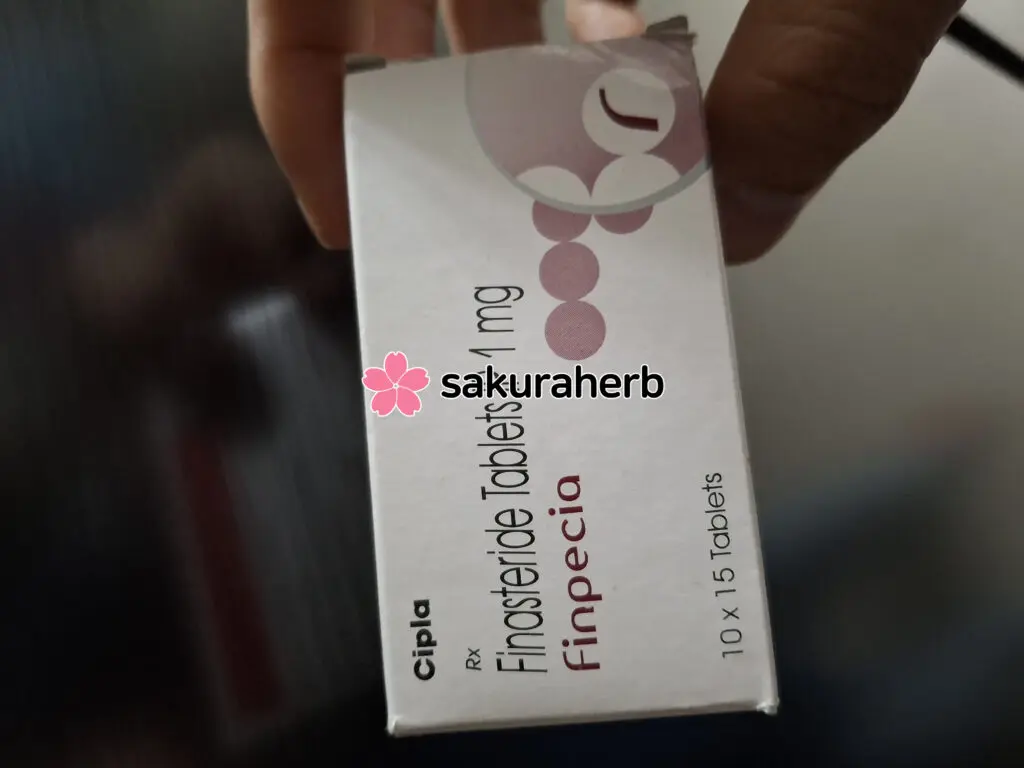 Cipla
Rx
Finasteride Tablets 1 mg
Finpecia
10 x 15 Tablets
sakuraherb